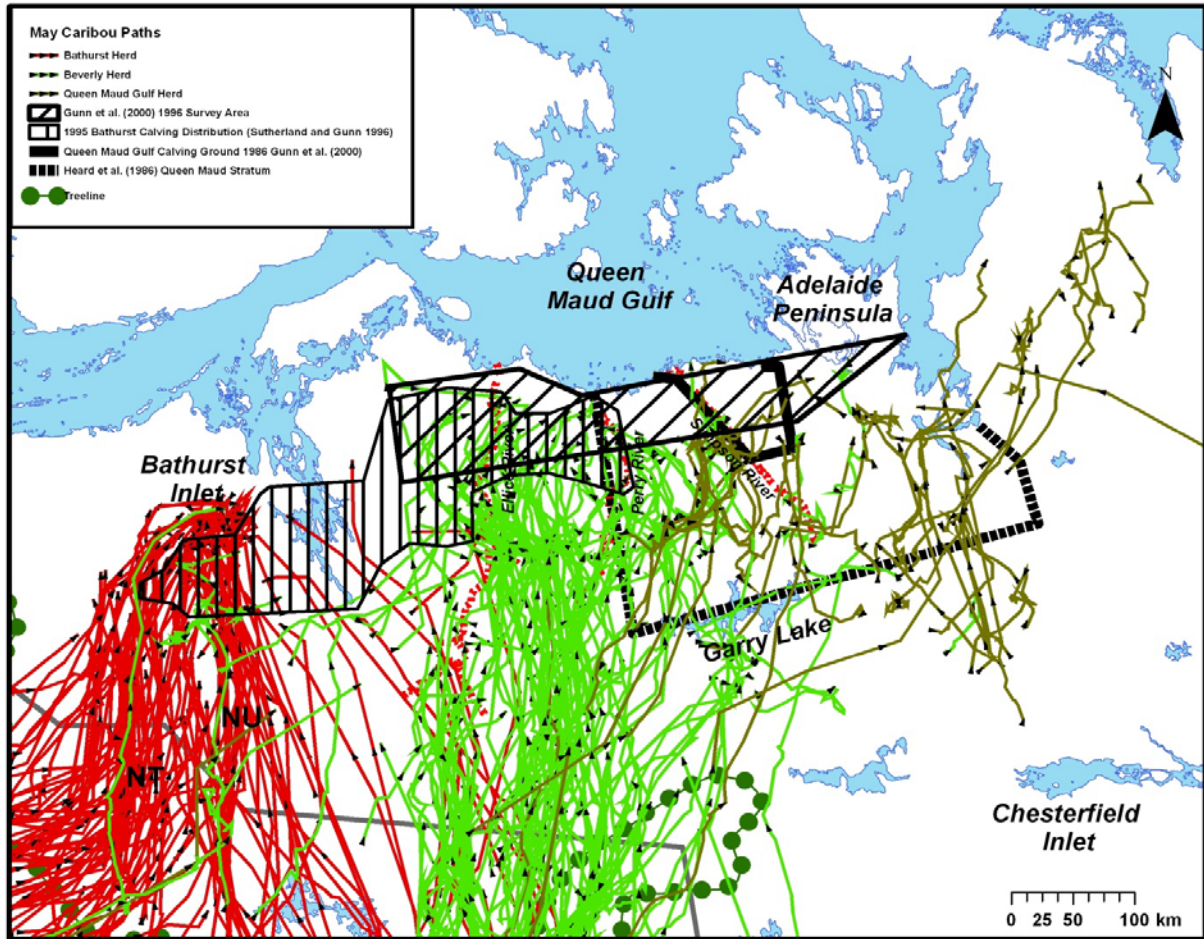 May Caribou Paths
Bathurst Herd
Beverly Herd
Queen Maud Gulf Herd
Gunn et al. (2000) 1996 Survey Area
1995 Bathurst Calving Distribution (Sutherland and Gunn 1996)
Queen Maud Gulf Calving Ground 1986 Gunn et al. (2000)
Heard et al. (1986) Queen Maud Stratum
Treeline
N
Queen
Maud Gulf
Adelaide
Peninsula
Bathurst
Inlet
Ellice River
Perry River
Simpson River
Garry Lake
NU
NT
Chesterfield
Inlet
0 25 50 100 km